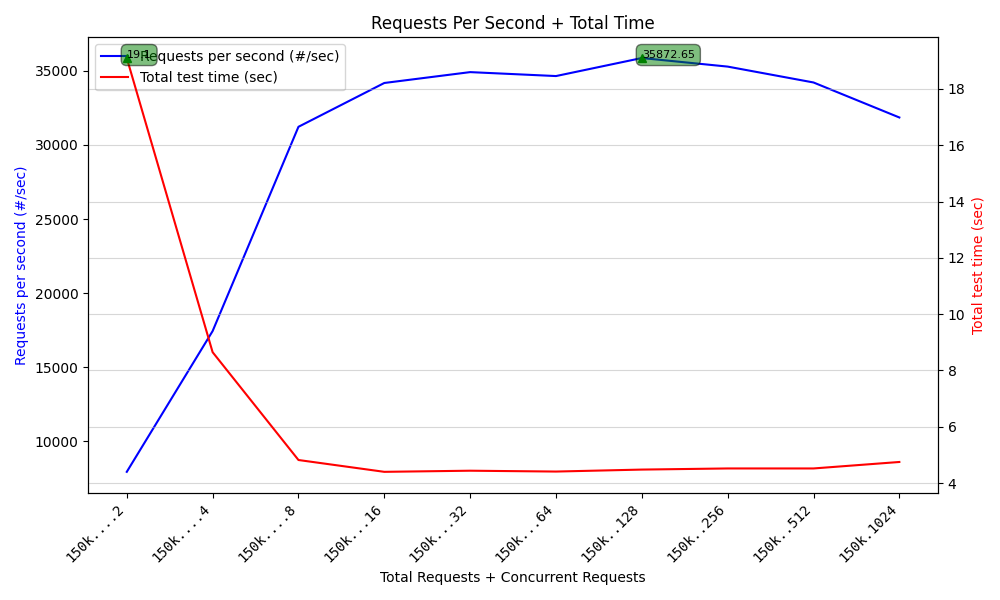 Requests Per Second + Total Time
Requests per second (#/sec)
Total test time (sec)
19.1
35872.65
35000
30000
25000
20000
15000
10000
Requests per second (#/sec)
18
16
14
12
10
8
6
4
Total test time (sec)
150k....2
150k....4
150k....8
150k...16
150k...32
150k...64
150k..128
150k..256
150k..512
150k.1024
Total Requests + Concurrent Requests